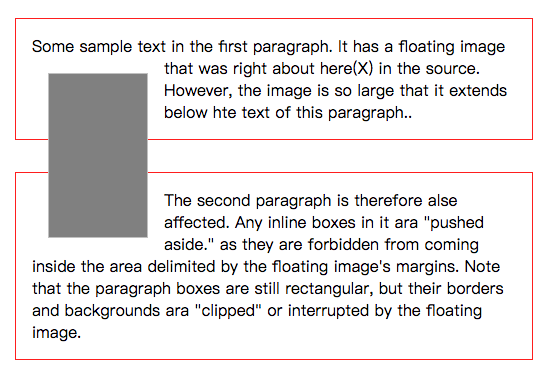 Some sample text in the first paragraph. It has a floating image
that was right about here(X) in the source.
However, the image is so large that it extends
below hte text of this paragraph..
The second paragraph is therefore alse
affected. Any inline boxes in it ara "pushed
aside." as they are forbidden from coming
inside the area delimited by the floating image's margins. Note
that the paragraph boxes are still rectangular, but their borders
and backgrounds ara "clipped" or interrupted by the floating
image.